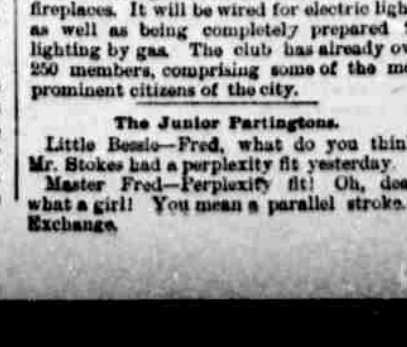 fireplaces. It will be wired for electric ligh
as well as being completely prepared
lighting by gas. The club has already ov
250 members, comprising some of the mo
prominent citizens of the city.
The Junior Partingtons.
Little Bessie—Fred, what do you thin
Mr. Stokes had a perplexity fit yesterday
Master Fred—Perplexity fit! Oh, dea
what a girl! You mean a parallel stroke.
Exchange.